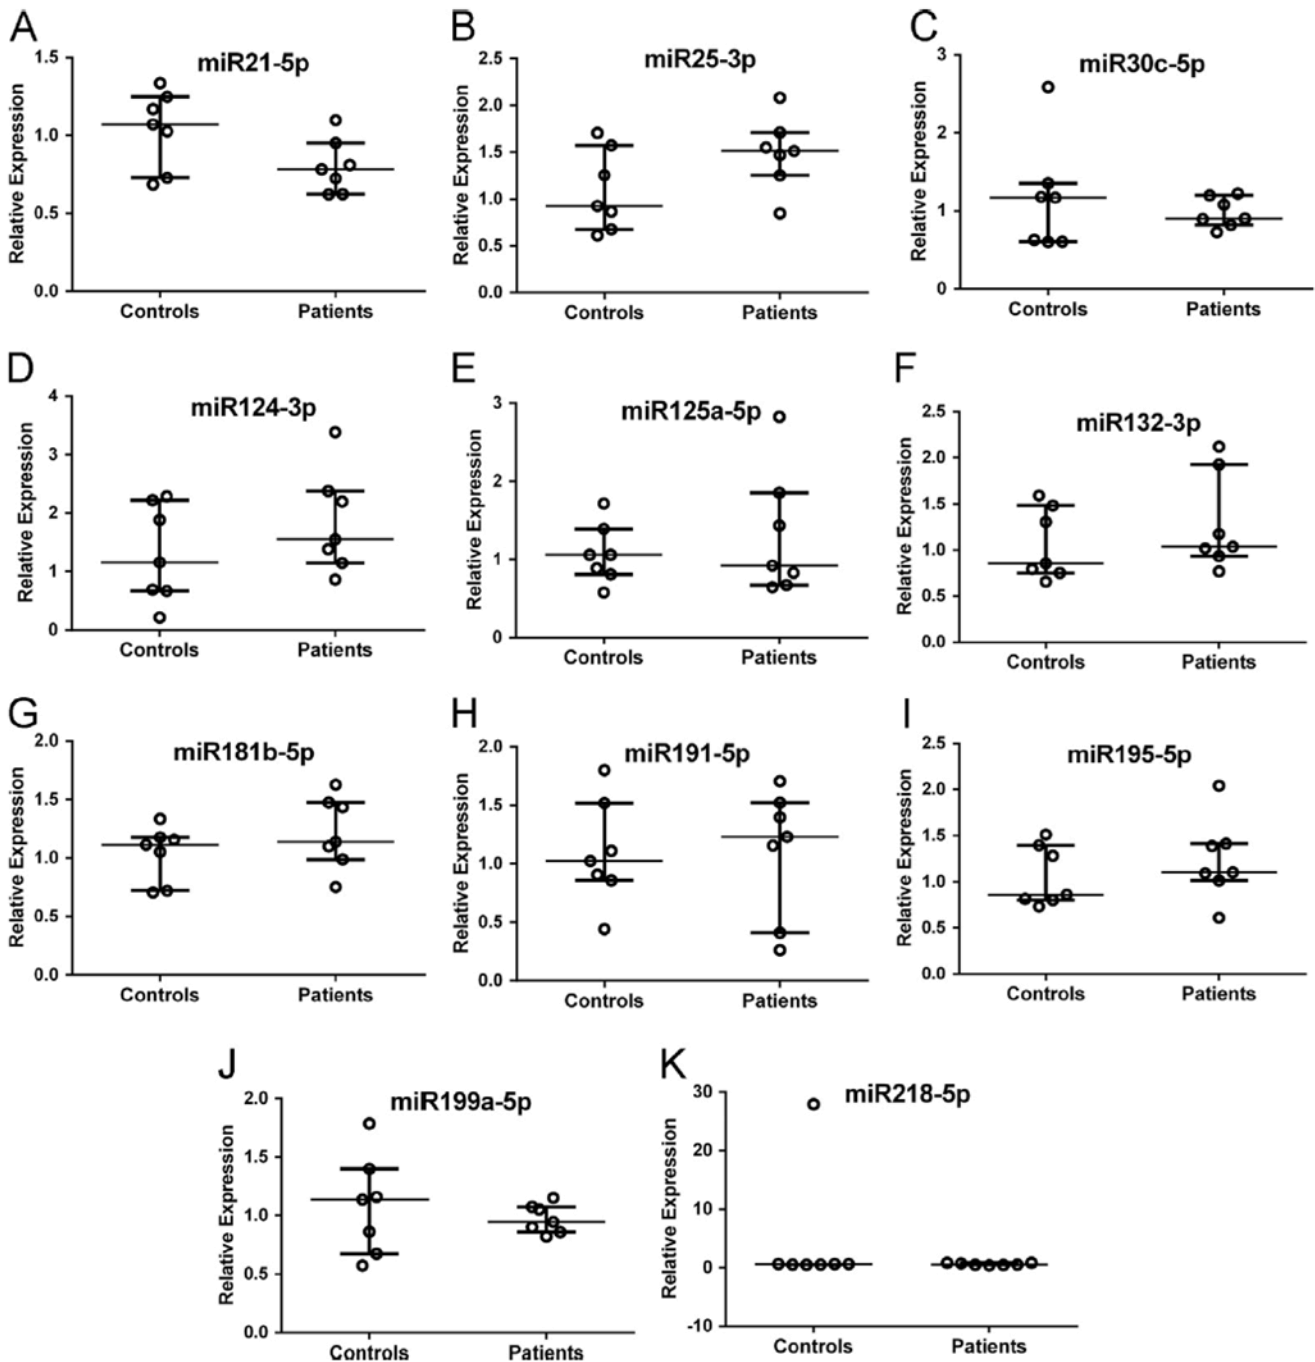 A
miR21-5p
Relative Expression
1.5
1.0
0.5
0.0
Controls
Patients
B
miR25-3p
Relative Expression
2.5
2.0
1.5
1.0
0.5
0.0
Controls
Patients
C
miR30c-5p
Relative Expression
3
2
1
0
Controls
Patients
D
miR124-3p
Relative Expression
4
3
2
1
0
Controls
Patients
E
miR125a-5p
Relative Expression
3
2
1
0
Controls
Patients
F
miR132-3p
Relative Expression
2.5
2.0
1.5
1.0
0.5
0.0
Controls
Patients
G
miR181b-5p
Relative Expression
2.0
1.5
1.0
0.5
0.0
Controls
Patients
H
miR191-5p
Relative Expression
2.0
1.5
1.0
0.5
0.0
Controls
Patients
I
miR195-5p
Relative Expression
2.5
2.0
1.5
1.0
0.5
0.0
Controls
Patients
J
miR199a-5p
Relative Expression
2.0
1.5
1.0
0.5
0.0
Controls
Patients
K
miR218-5p
Relative Expression
30
20
10
0
-10
Controls
Patients